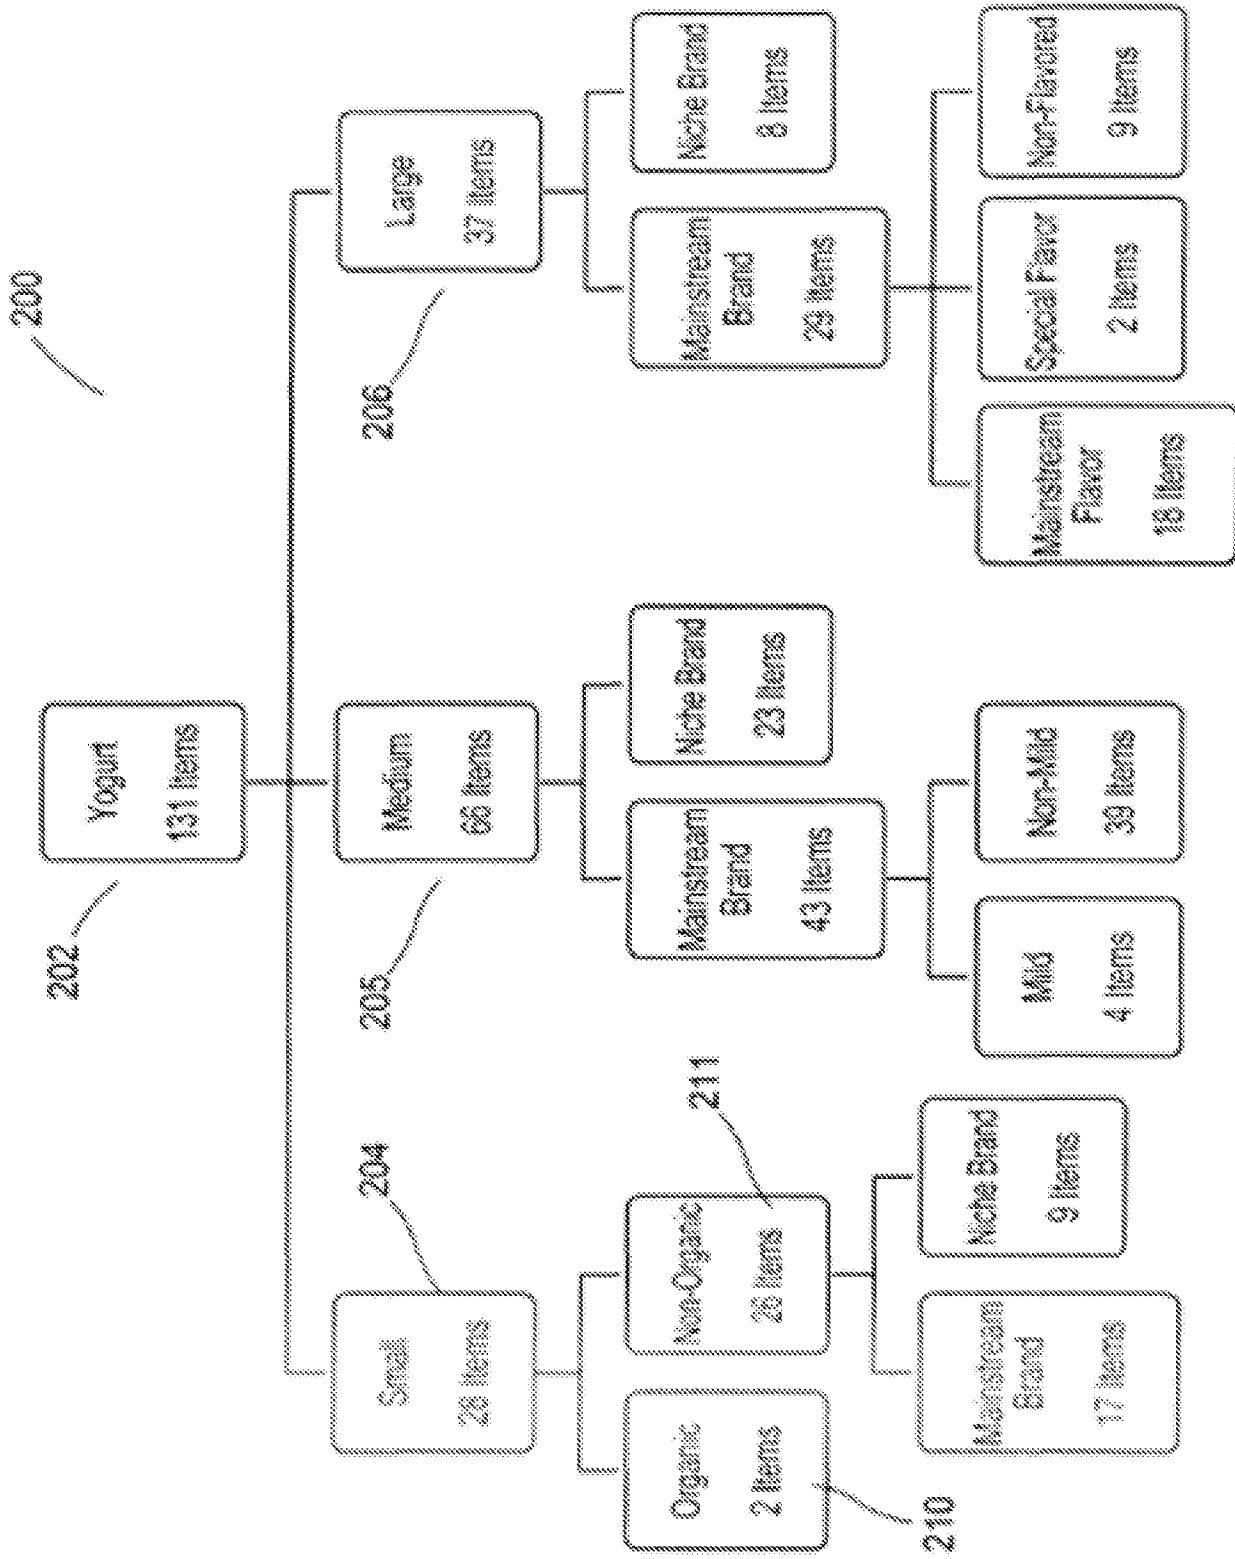 200
202
Yogurt
131 Items
204
Small
28 Items
205
Medium
66 Items
206
Large
37 Items
210
Organic
2 Items
211
Non-Organic
26 Items
Mainstream
Brand
43 Items
Niche Brand
23 Items
Mainstream
Brand
29 Items
Niche Brand
8 Items
Mainstream
Brand
17 Items
Niche Brand
9 Items
Mild
4 Items
Non-Mild
39 Items
Mainstream
Flavor
18 Items
Special Flavor
2 Items
Non-Flavored
9 Items